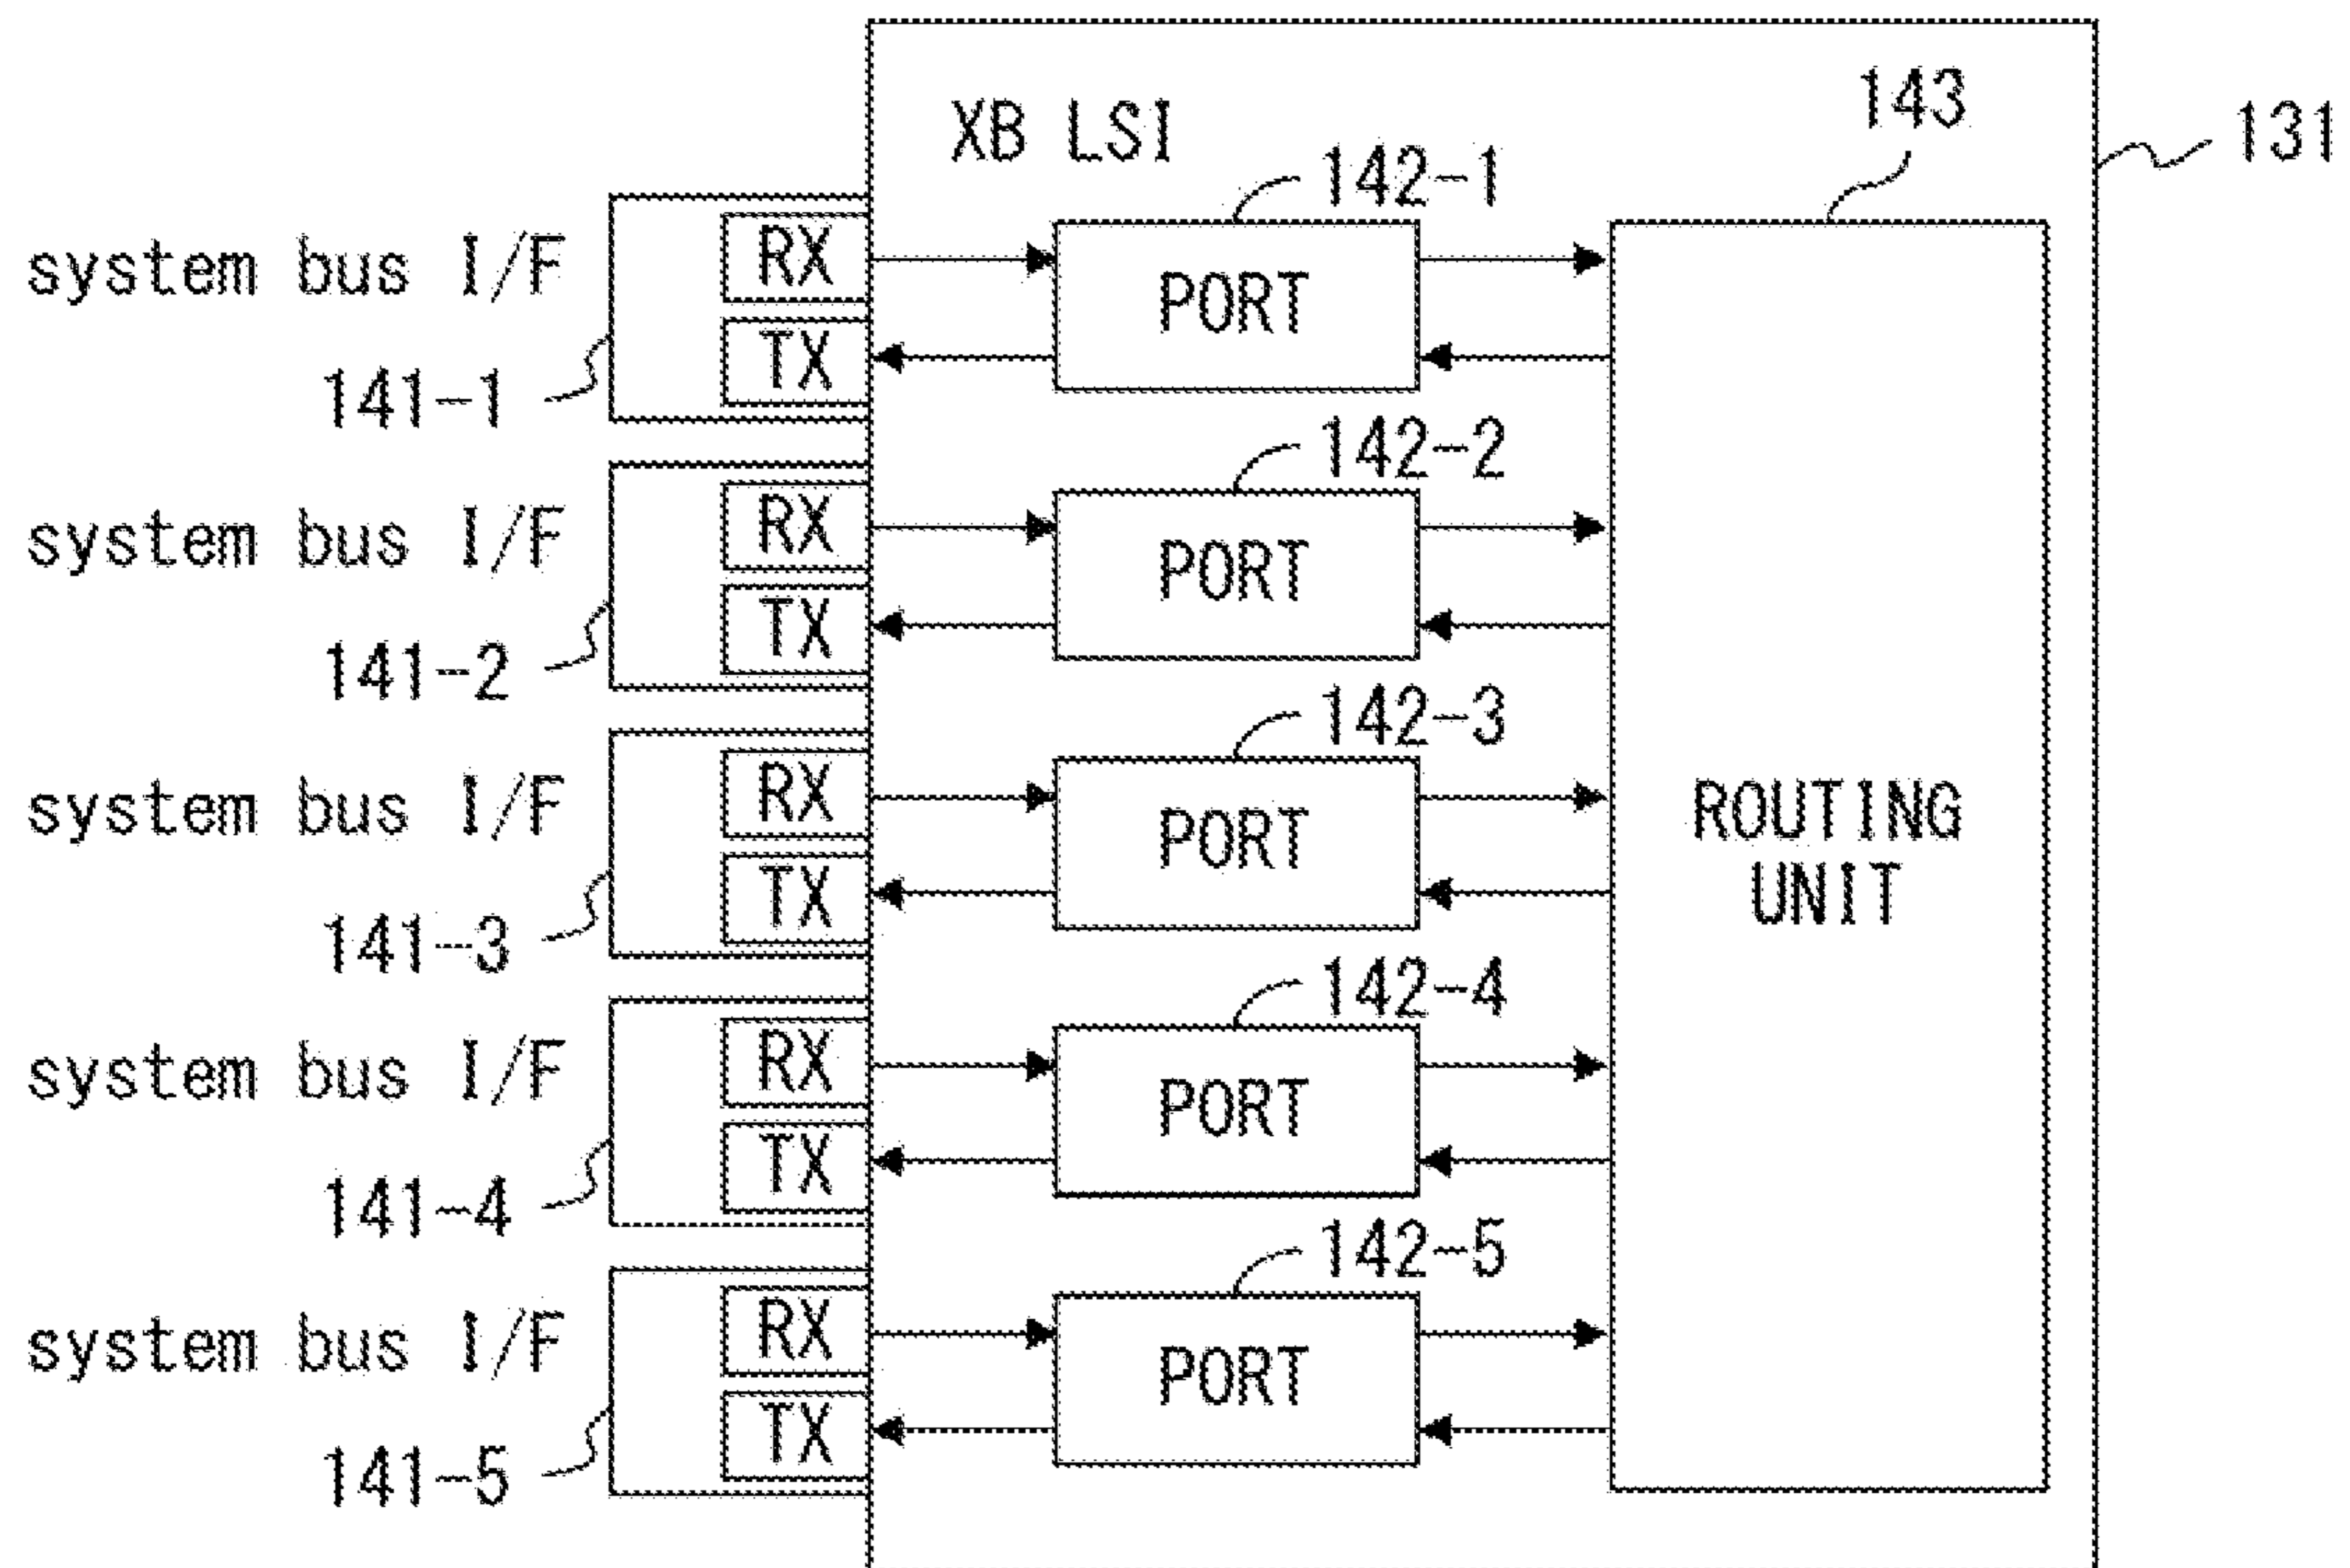 143
XB LSI
131
142-1
system bus I/F
RX
PORT
TX
141-1
142-2
system bus I/F
RX
PORT
TX
141-2
142-3
system bus I/F
RX
PORT
ROUTING
UNIT
TX
141-3
142-4
system bus I/F
RX
PORT
TX
141-4
142-5
system bus I/F
RX
PORT
TX
141-5